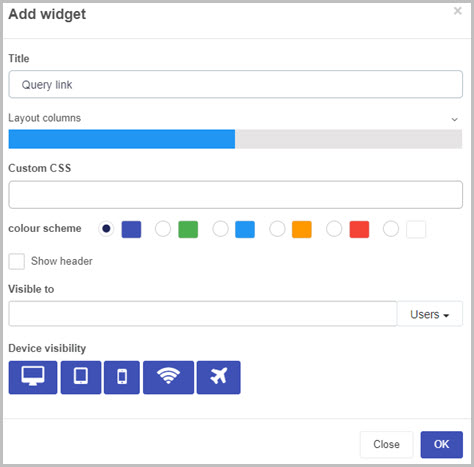 Add widget
×
Title
Query link
Layout columns
Custom CSS
colour scheme
Show header
Visible to
Users
Device visibility
Close OK